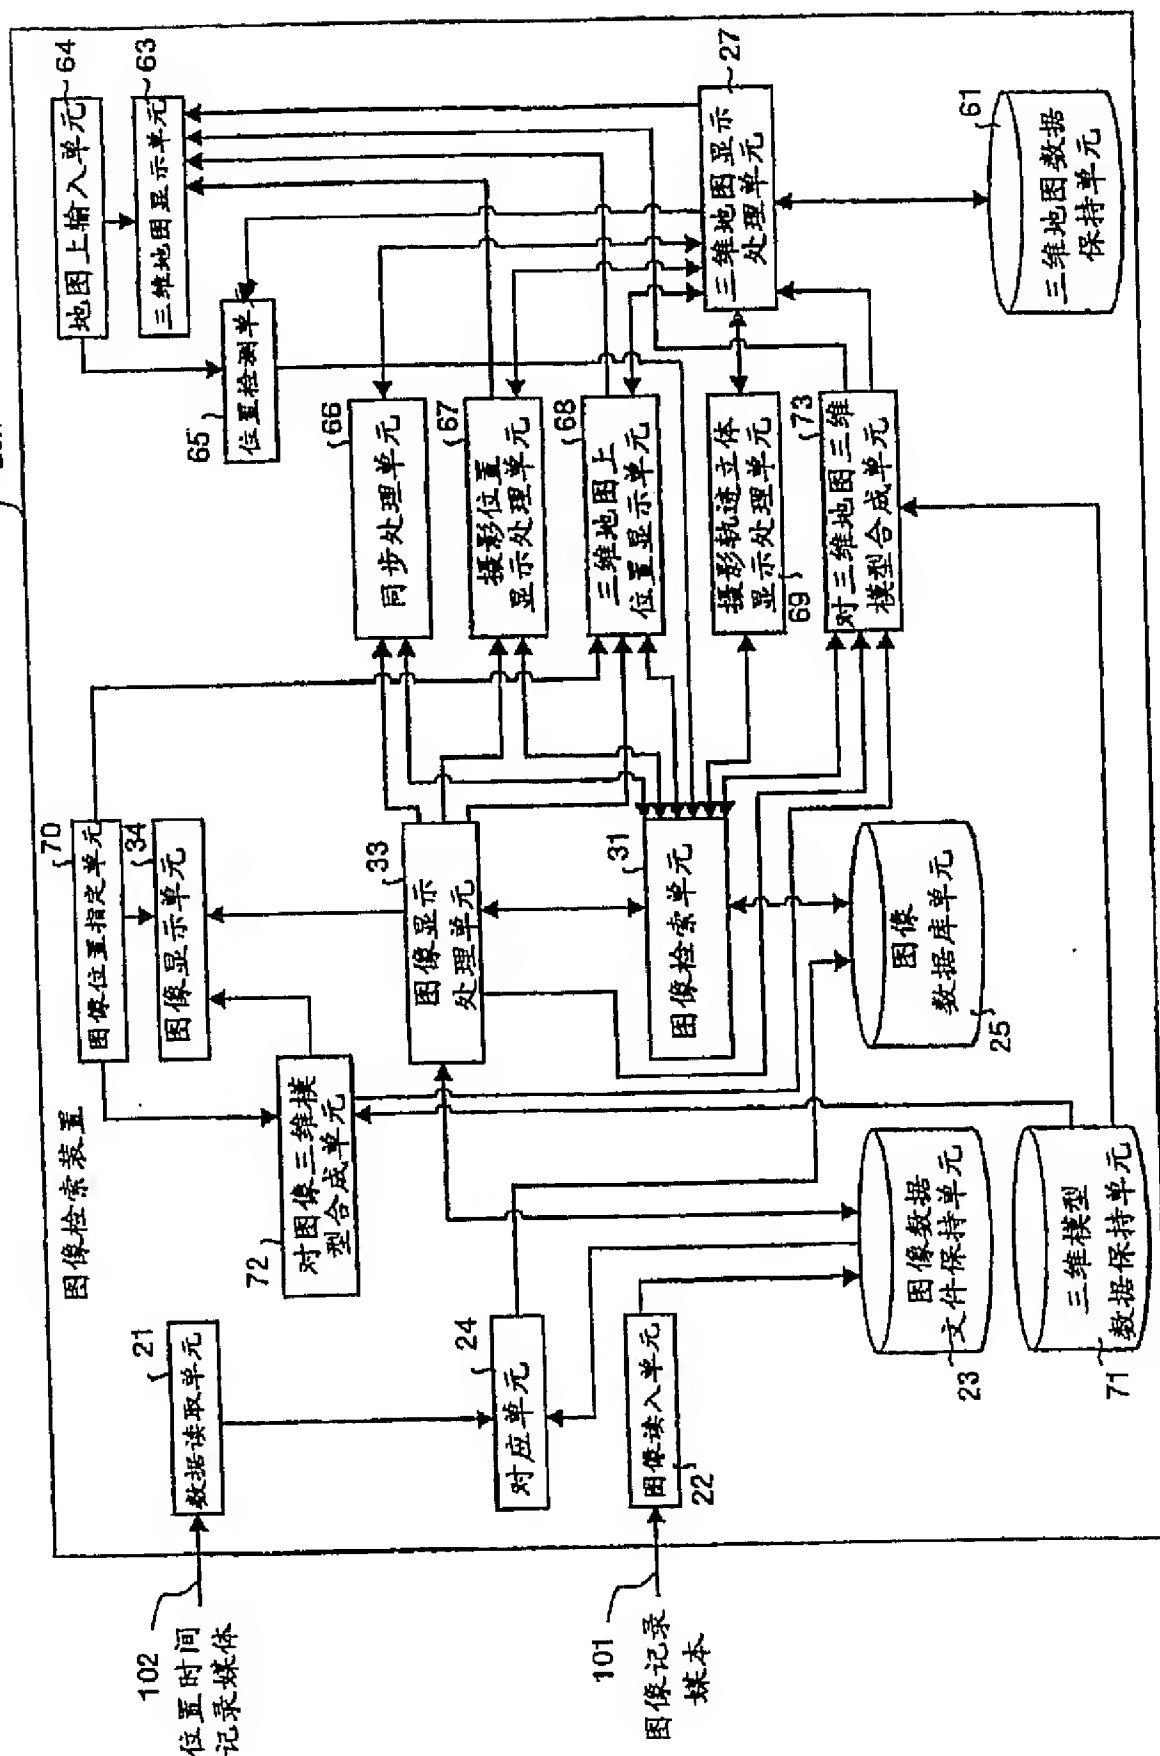 图像检索装置
102
位置时间
记录媒体
101
图像记录
媒本
21
数据读取单元
24
对应单元
图像读入单元
22
72
对图像三维模
型合成单元
图像数据
文件保持单元
23
三维模型
数据保持单元
71
70
图像位置指定单元
34
图像显示单元
33
图像显示
处理单元
31
图像检索单元
图像
数据库单元
25
64
地图上输入单元
63
三维地图显示单元
65
位置检测单元
66
同步处理单元
67
摄影位置
显示处理单元
68
三维地图上
位置显示单元
摄影轨迹立体
显示处理单元
69
73
对三维地图三维
模型合成单元
27
三维地图显示
处理单元
61
三维地图数据
保持单元